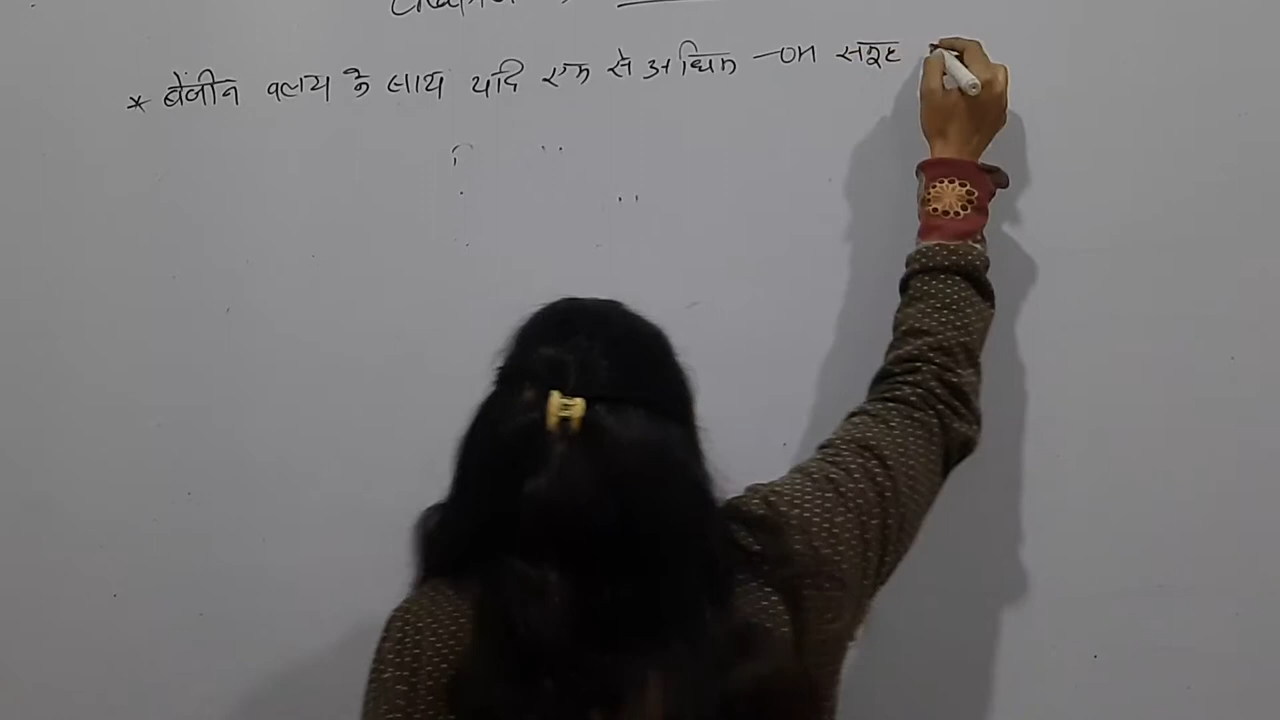 * बेंजीन वलय के साथ यदि एक से अधिक -OH समूह